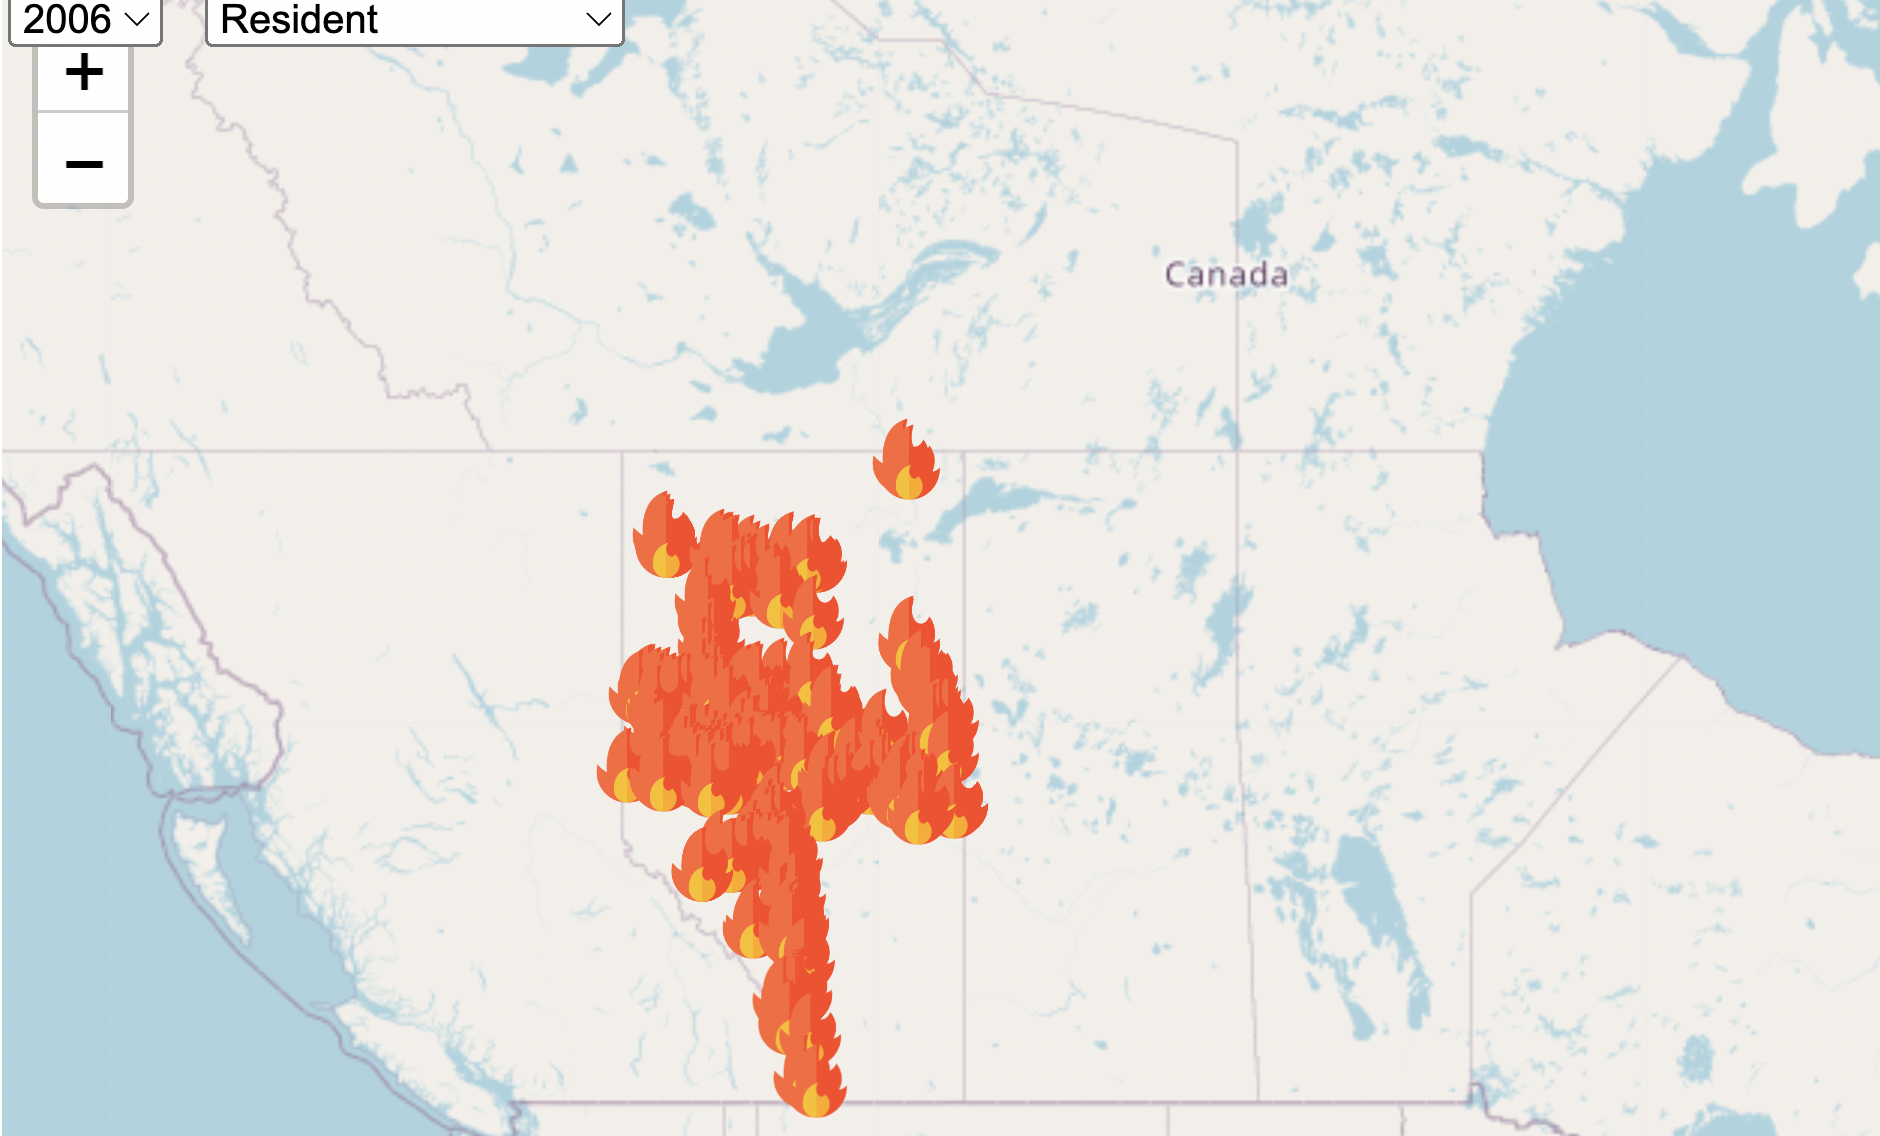 2006
Resident
+
−
Canada